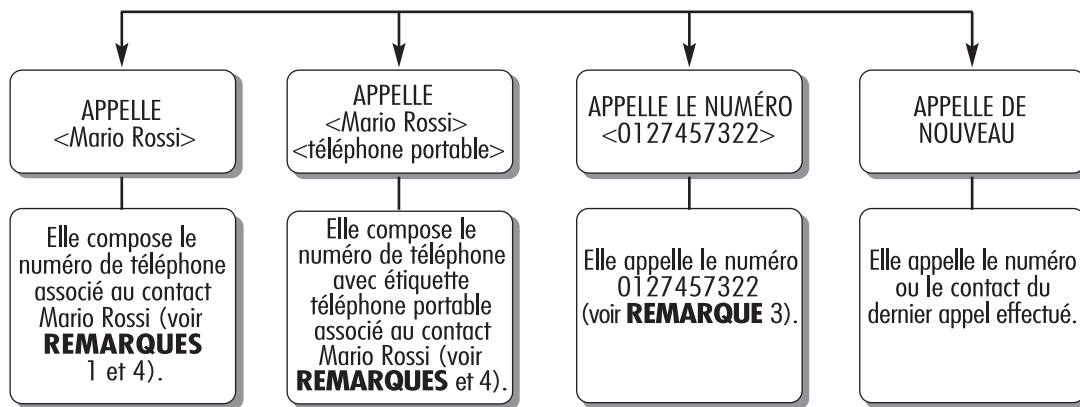 APPELLE
<Mario Rossi>
APPELLE
<Mario Rossi>
<téléphone portable>
APPELLE LE NUMÉRO
<0127457322>
APPELLE DE
NOUVEAU
Elle compose le
numéro de téléphone
associé au contact
Mario Rossi (voir
REMARQUES
1 et 4).
Elle compose le
numéro de téléphone
avec étiquette
téléphone portable
associé au contact
Mario Rossi (voir
REMARQUES et 4).
Elle appelle le numéro
0127457322
(voir REMARQUE 3).
Elle appelle le numéro
ou le contact du
dernier appel effectué.